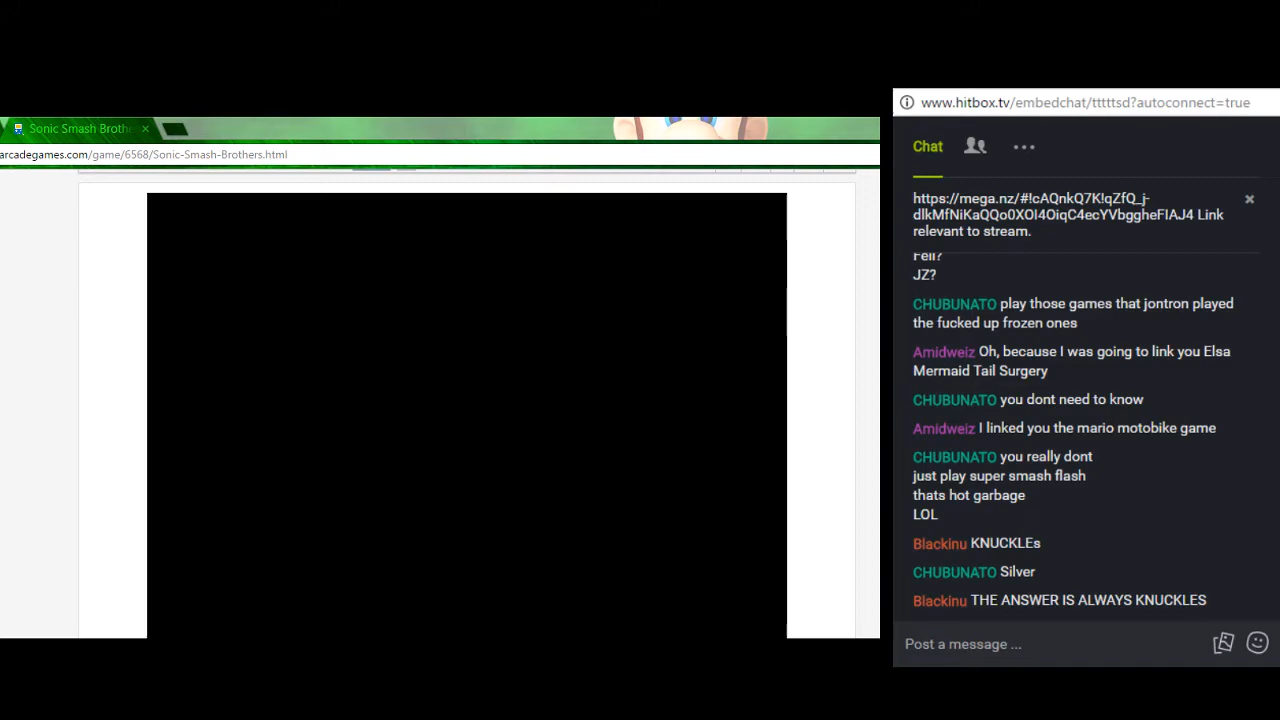 Sonic Smash Brothe
arcadegames.com/game/6568/Sonic-Smash-Brothers.html
www.hitbox.tv/embedchat/tttttsd?autoconnect=true
Chat
https://mega.nz/#!cAQnkQ7K!qZfQ_j-
dlkMfNiKaQQo0XOI4OiqC4ecYVbggheFIAJ4 Link
relevant to stream.
Fell?
JZ?
CHUBUNATO play those games that jontron played
the fucked up frozen ones
Amidweiz Oh, because I was going to link you Elsa
Mermaid Tail Surgery
CHUBUNATO you dont need to know
Amidweiz I linked you the mario motobike game
CHUBUNATO you really dont
just play super smash flash
thats hot garbage
LOL
Blackinu KNUCKLEs
CHUBUNATO Silver
Blackinu THE ANSWER IS ALWAYS KNUCKLES
Post a message ...